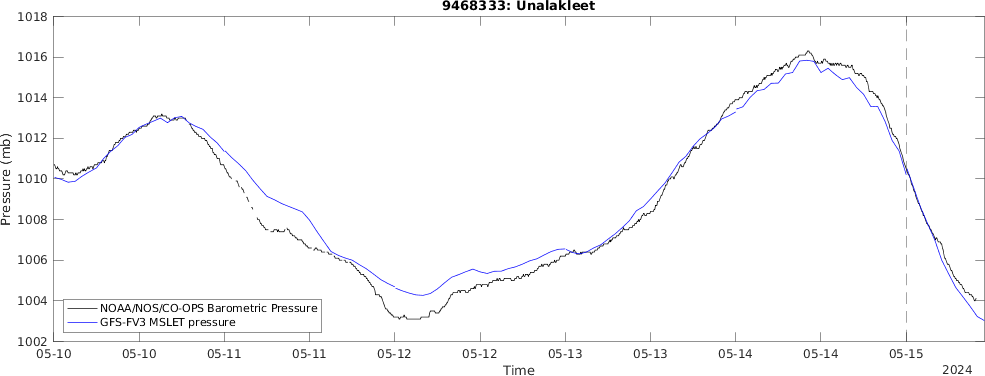 9468333: Unalakleet
1018
1016
1014
1012
1010
1008
1006
1004
1002
Pressure (mb)
NOAA/NOS/CO-OPS Barometric Pressure
GFS-FV3 MSLET pressure
05-10 05-10 05-11 05-11 05-12 05-12 05-13 05-13 05-14 05-14 05-15
Time
2024